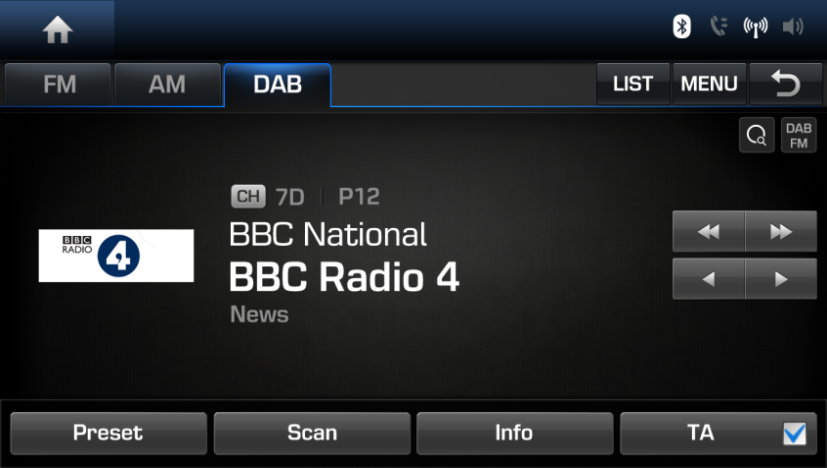 FM AM DAB LIST MENU
DAB
FM
CH 7D P12
BBC National
BBC
RADIO 4
BBC Radio 4
News
Preset Scan Info TA